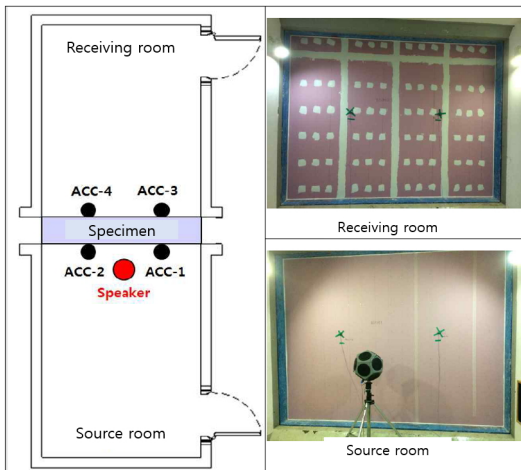 Receiving room
ACC-4
ACC-3
Specimen
ACC-2
ACC-1
Speaker
Source room
Receiving room
Source room